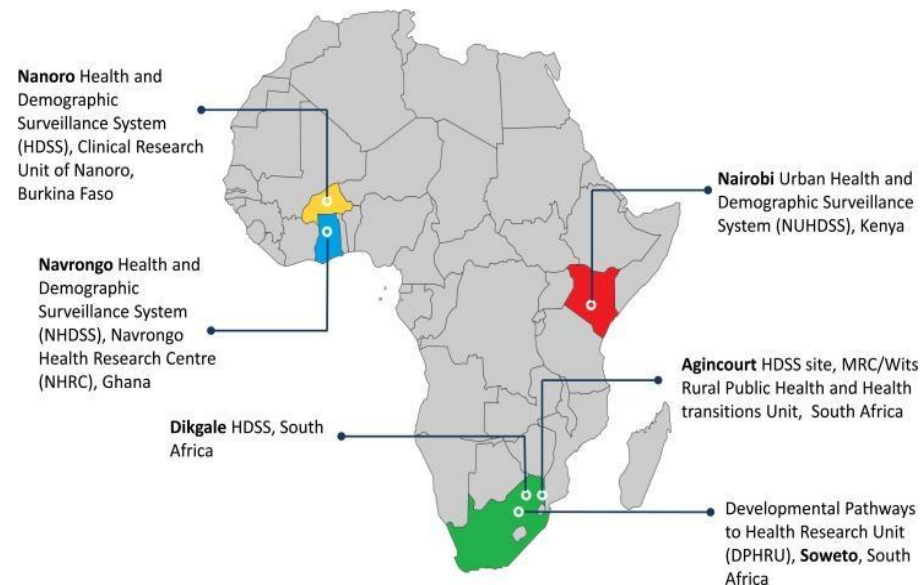 Nanoro Health and
Demographic
Surveillance System
(HDSS), Clinical Research
Unit of Nanoro,
Burkina Faso
Navrongo Health and
Demographic
Surveillance System
(NHDSS), Navrongo
Health Research Centre
(NHRC), Ghana
Dikgale HDSS, South
Africa
Nairobi Urban Health and
Demographic Surveillance
System (NUHDSS), Kenya
Agincourt HDSS site, MRC/Wits
Rural Public Health and Health
transitions Unit, South Africa
Developmental Pathways
to Health Research Unit
(DPHRU), Soweto, South
Africa